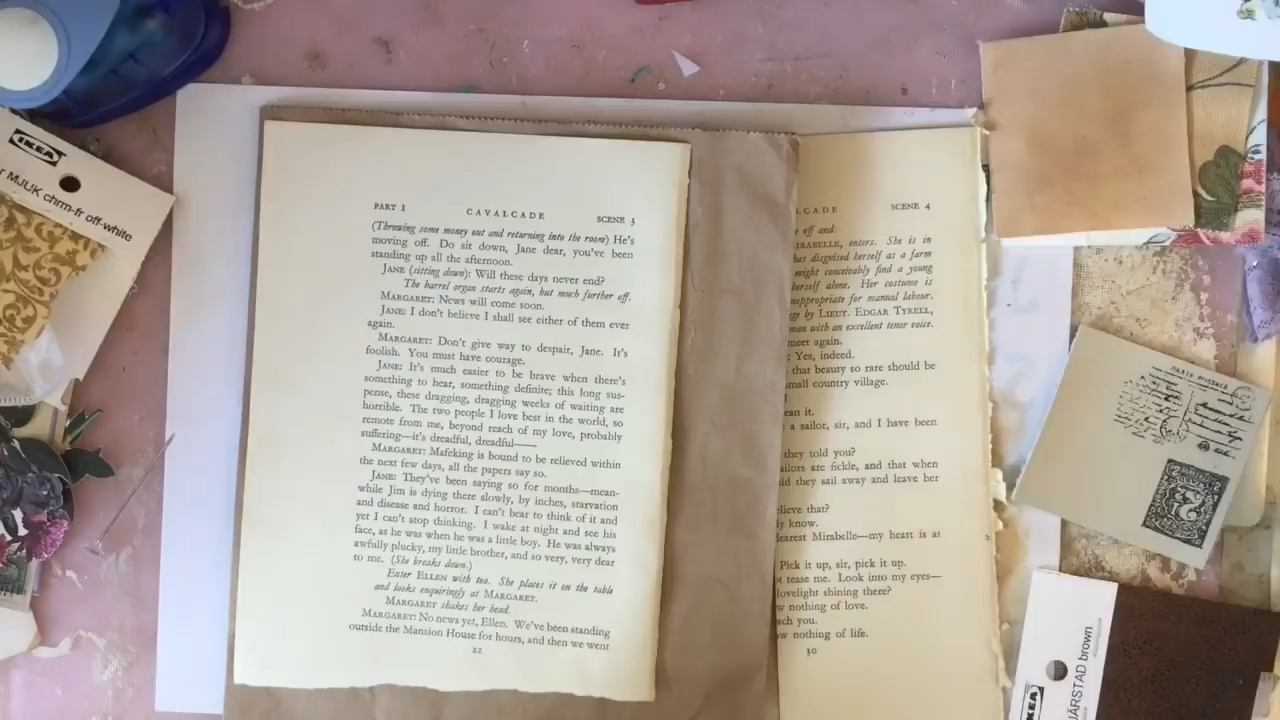 IKEA
MJUK chrm-fr off-white
PART I CAVALCADE SCENE 3
(Throwing some money out and returning into the room) He's
moving off. Do sit down, Jane dear, you've been
standing up all the afternoon.
JANE (sitting down): Will these days never end?
The barrel organ starts again, but much further off.
MARGARET: News will come soon.
JANE: I don't believe I shall see either of them ever
again.
MARGARET: Don't give way to despair, Jane. It's
foolish. You must have courage.
JANE: It's much easier to be brave when there's
something to hear, something definite; this long sus-
pense, these dragging, dragging weeks of waiting are
horrible. The two people I love best in the world, so
remote from me, beyond reach of my love, probably
suffering—it's dreadful, dreadful——
MARGARET: Mafeking is bound to be relieved within
the next few days, all the papers say so.
JANE: They've been saying so for months—mean-
while Jim is dying there slowly, by inches, starvation
and disease and horror. I can't bear to think of it and
yet I can't stop thinking. I wake at night and see his
face, as he was when he was a little boy. He was always
awfully plucky, my little brother, and so very, very dear
to me. (She breaks down.)
Enter ELLEN with tea. She places it on the table
and looks enquiringly at MARGARET.
MARGARET shakes her head.
MARGARET: No news yet, Ellen. We've been standing
outside the Mansion House for hours, and then we went
22
LCADE SCENE 4
e off and:
IRABELLE, enters. She is in
has disguised herself as a farm
might conceivably find a young
herself alone. Her costume is
nappropriate for manual labour.
ge by LIEUT. EDGAR TYRELL,
man with an excellent tenor voice.
meet again.
: Yes, indeed.
that beauty so rare should be
small country village.
ean it.
a sailor, sir, and I have been
they told you?
ailors are fickle, and that when
id they sail away and leave her
lieve that?
ly know.
earest Mirabelle—my heart is at
Pick it up, sir, pick it up.
t tease me. Look into my eyes—
lovelight shining there?
w nothing of love.
ach you.
w nothing of life.
30
IKEA
JÄRSTAD brown